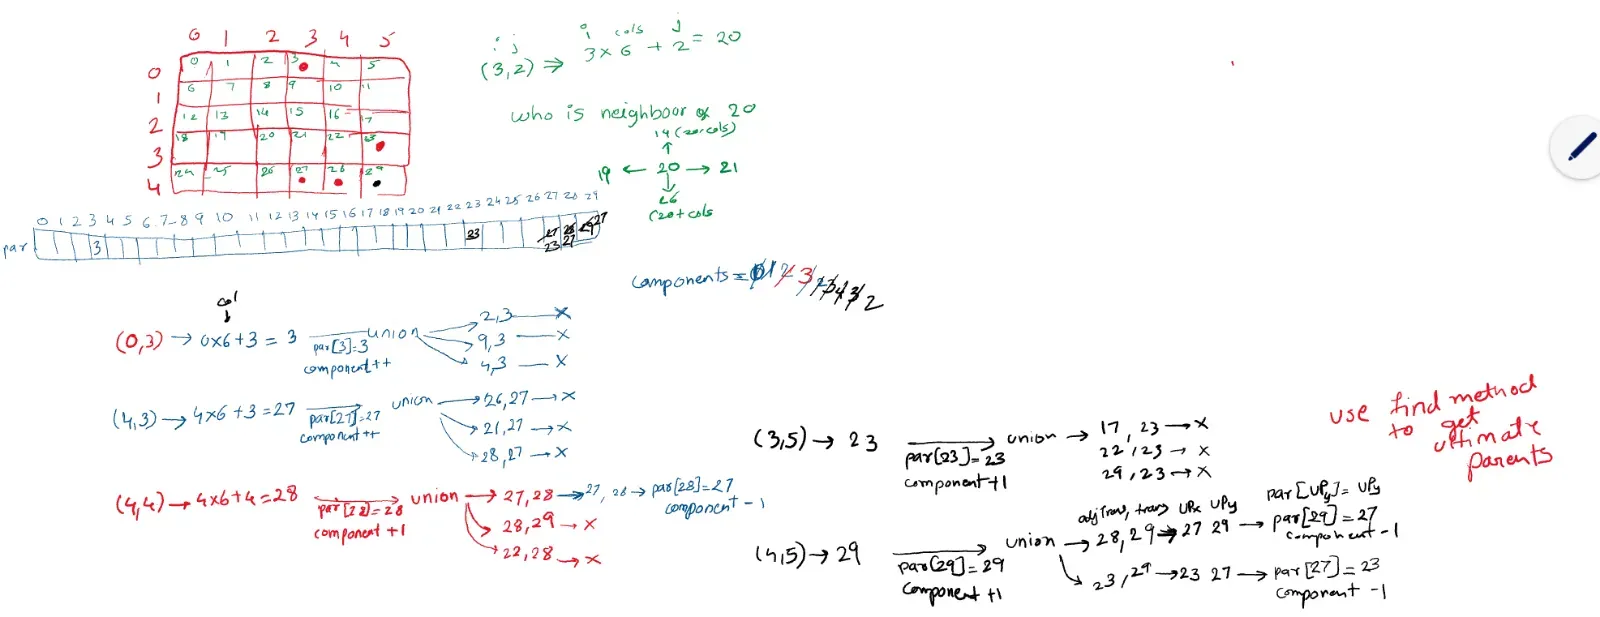 0 1 2 3 4 5
0 0 1 2 3 4 5
1 6 7 8 9 10 11
2 12 13 14 15 16 17
3 18 19 20 21 22 23
4 24 25 26 27 28 29
i j
(3,2) ⇒
i cols j
3×6 + 2 = 20
who is neighboor of 20
14 (20-cols)
19 ← 20 → 21
26
(20+cols
0 1 2 3 4 5 6 7 8 9 10 11 12 13 14 15 16 17 18 19 20 21 22 23 24 25 26 27 28 29
par
3 23 27 28 29 27
23 27
components = 0 1 2 3 2 3 4 3 2
col
(0,3) → 0×6+3 = 3
par[3]=3
component++
union
2,3 — X
9,3 — X
4,3 — X
(4,3) → 4×6+3 = 27
par[27]=27
component++
union
26,27 → X
21,27 → X
28,27 → X
(4,4) → 4×6+4=28
par[28]=28
component +1
union → 27,28 → 27, 28 → par[28]=27
component -1
28,29 → X
22,28 → X
(3,5) → 23
par[23]=23
component+1
union →
17, 23 → X
22,23 → X
29,23 → X
(4,5) → 29
par[29]=29
component +1
union
adjTrav, trav UPx UPy
28,29 → 27 29 →
par[UPy]= UPy
par[29]=27
component -1
23,29 → 23 27 → par[27]=23
component -1
use find method
to get
ultimate
parents